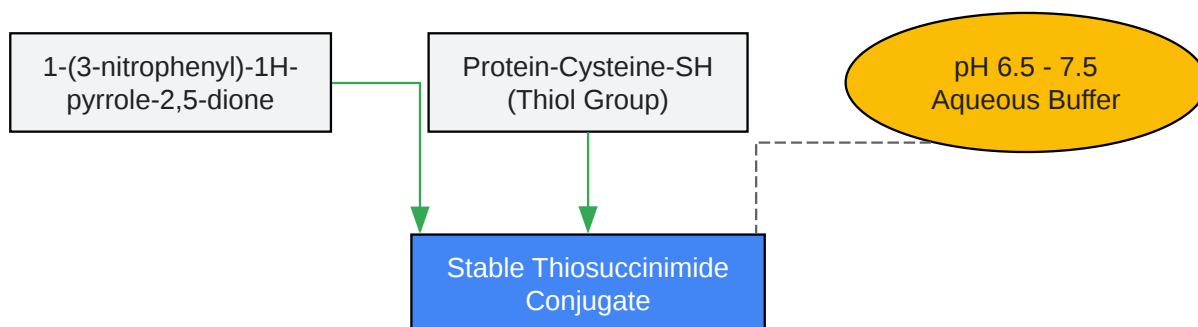 1-(3-nitrophenyl)-1H-
pyrrole-2,5-dione
Protein-Cysteine-SH
(Thiol Group)
pH 6.5 - 7.5
Aqueous Buffer
Stable Thiosuccinimide
Conjugate